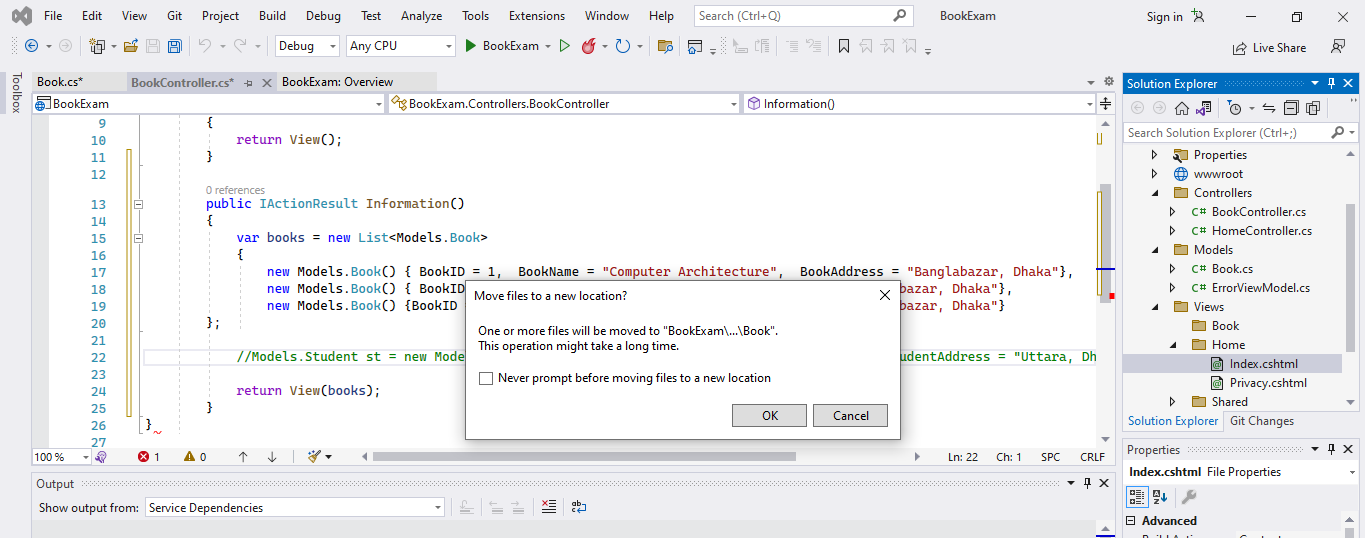 File Edit View Git Project Build Debug Test Analyze Tools Extensions Window Help Search (Ctrl+Q) BookExam Sign in
Debug Any CPU BookExam Live Share
Toolbox
Book.cs* BookController.cs* BookExam: Overview
BookExam BookExam.Controllers.BookController Information()
9 {
10 return View();
11 }
12
0 references
13 public IActionResult Information()
14 {
15 var books = new List<Models.Book>
16 {
17 new Models.Book() { BookID = 1, BookName = "Computer Architecture", BookAddress = "Banglabazar, Dhaka"},
18 new Models.Book() { BookID bazar, Dhaka"},
19 new Models.Book() {BookID bazar, Dhaka"}
20 };
21
22 //Models.Student st = new Mode udentAddress = "Uttara, Dh
23
24 return View(books);
25 }
26 }
27
Move files to a new location?
One or more files will be moved to "BookExam\...\Book".
This operation might take a long time.
Never prompt before moving files to a new location
OK Cancel
100 % 1 0 Ln: 22 Ch: 1 SPC CRLF
Output
Show output from: Service Dependencies
Solution Explorer
Search Solution Explorer (Ctrl+;)
Properties
wwwroot
Controllers
C# BookController.cs
C# HomeController.cs
Models
C# Book.cs
C# ErrorViewModel.cs
Views
Book
Home
Index.cshtml
Privacy.cshtml
Shared
Solution Explorer Git Changes
Properties
Index.cshtml File Properties
Advanced